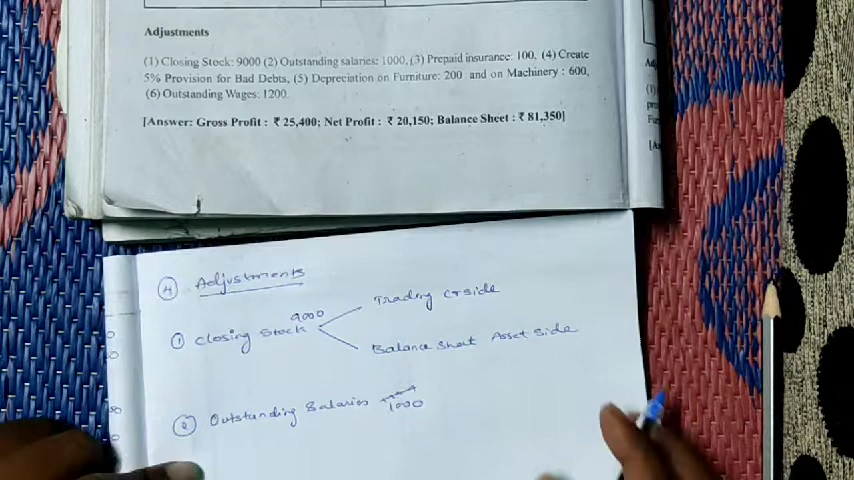 Adjustments
(1) Closing Stock: 9000 (2) Outstanding salaries: 1000, (3) Prepaid insurance: 100, (4) Create
5% Provision for Bad Debts, (5) Depreciation on Furniture: 200 and on Machinery : 600,
(6) Outstanding Wages: 1200.
[Answer: Gross Profit : ₹ 25,400; Net Profit : ₹ 20,150; Balance Sheet : ₹ 81,350]
4 Adjustments
1 Closing Stock 9000
Trading Cr side
Balance Sheet Asset Side
2 Outstanding Salaries 1000